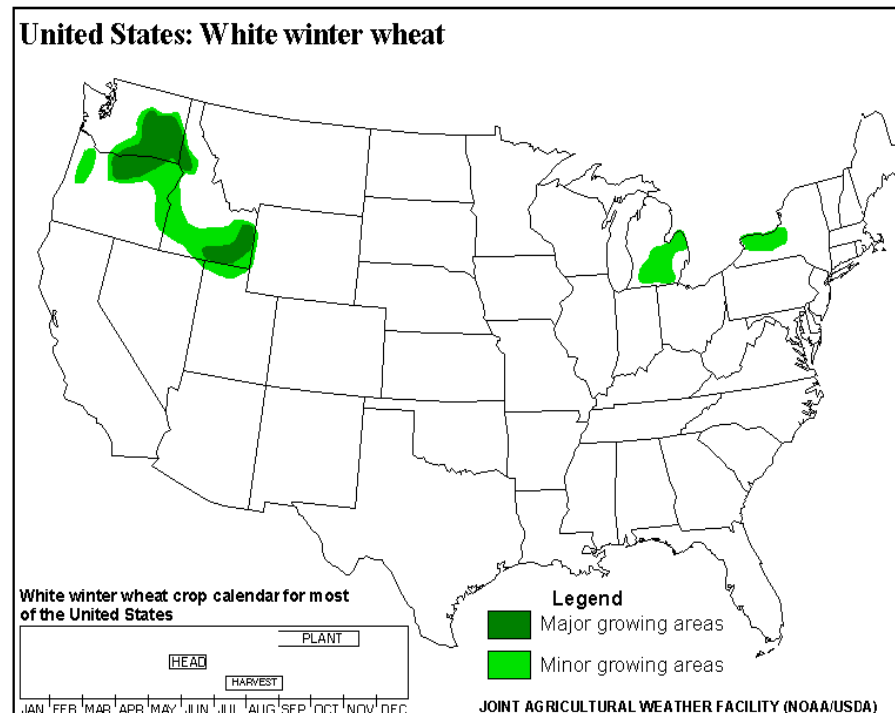 United States: White winter wheat
White winter wheat crop calendar for most
of the United States
PLANT
HEAD
HARVEST
JAN FEB MAR APR MAY JUN JUL AUG SEP OCT NOV DEC
Legend
Major growing areas
Minor growing areas
JOINT AGRICULTURAL WEATHER FACILITY (NOAA/USDA)